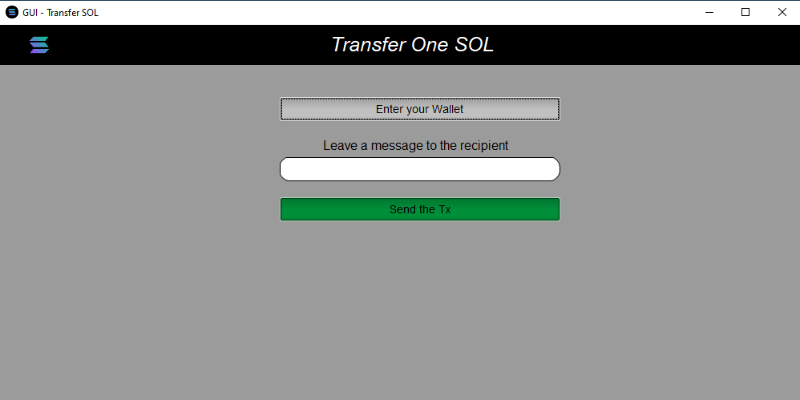 GUI - Transfer SOL
Transfer One SOL
Enter your Wallet
Leave a message to the recipient
Send the Tx